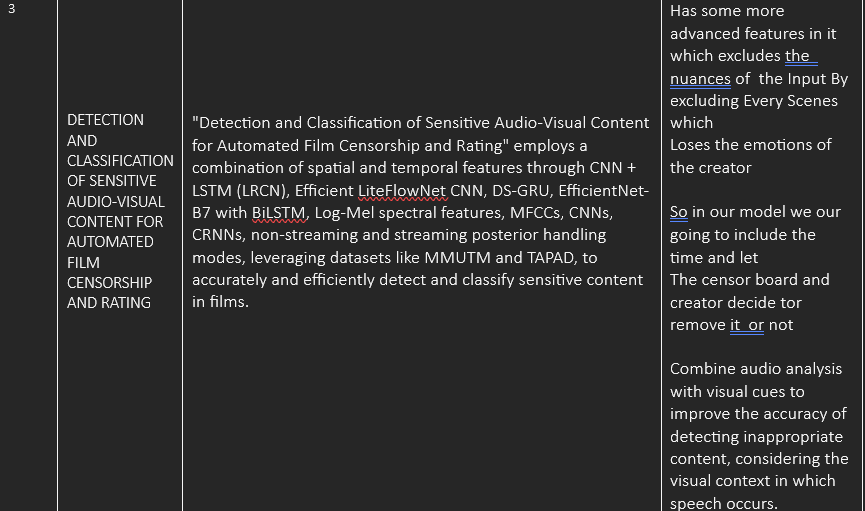 3
DETECTION
AND
CLASSIFICATION
OF SENSITIVE
AUDIO-VISUAL
CONTENT FOR
AUTOMATED
FILM
CENSORSHIP
AND RATING
"Detection and Classification of Sensitive Audio-Visual Content
for Automated Film Censorship and Rating" employs a
combination of spatial and temporal features through CNN +
LSTM (LRCN), Efficient LiteFlowNet CNN, DS-GRU, EfficientNet-
B7 with BiLSTM, Log-Mel spectral features, MFCCs, CNNs,
CRNNs, non-streaming and streaming posterior handling
modes, leveraging datasets like MMUTM and TAPAD, to
accurately and efficiently detect and classify sensitive content
in films.
Has some more
advanced features in it
which excludes the
nuances of the Input By
excluding Every Scenes
which
Loses the emotions of
the creator
So in our model we our
going to include the
time and let
The censor board and
creator decide tor
remove it or not
Combine audio analysis
with visual cues to
improve the accuracy of
detecting inappropriate
content, considering the
visual context in which
speech occurs.